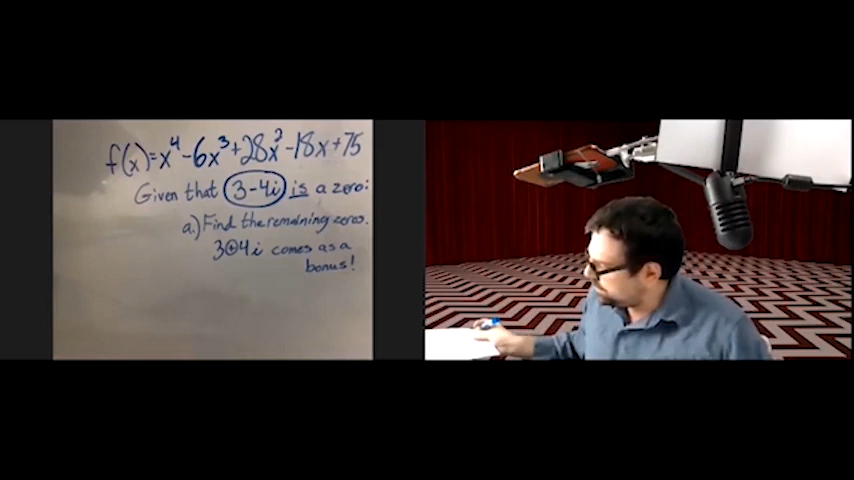 f(x)=x⁴-6x³+28x²-18x+75
Given that 3-4i is a zero:
a.) Find the remaining zeros.
3+4i comes as a
bonus!